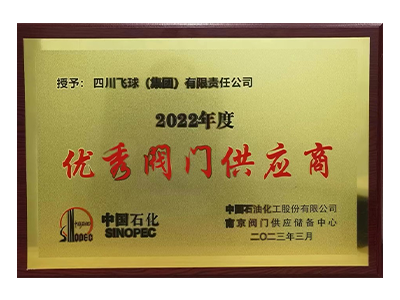 授予：四川飞球（集团）有限责任公司
2022年度
优秀阀门供应商
SINOPEC
中国石化
SINOPEC
中国石油化工股份有限公司
南京阀门供应储备中心
二〇二三年三月